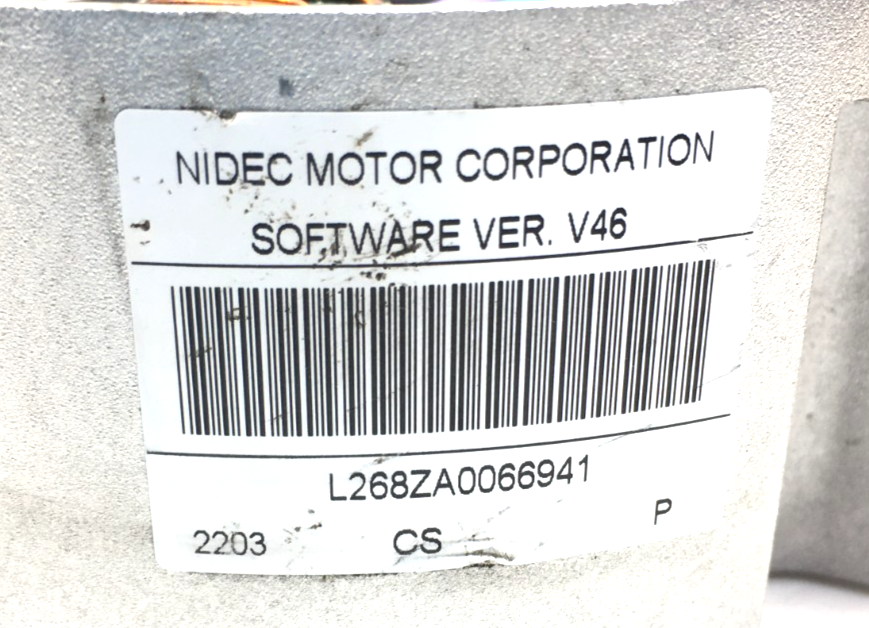 NIDEC MOTOR CORPORATION
SOFTWARE VER. V46
L268ZA0066941
2203 CS P